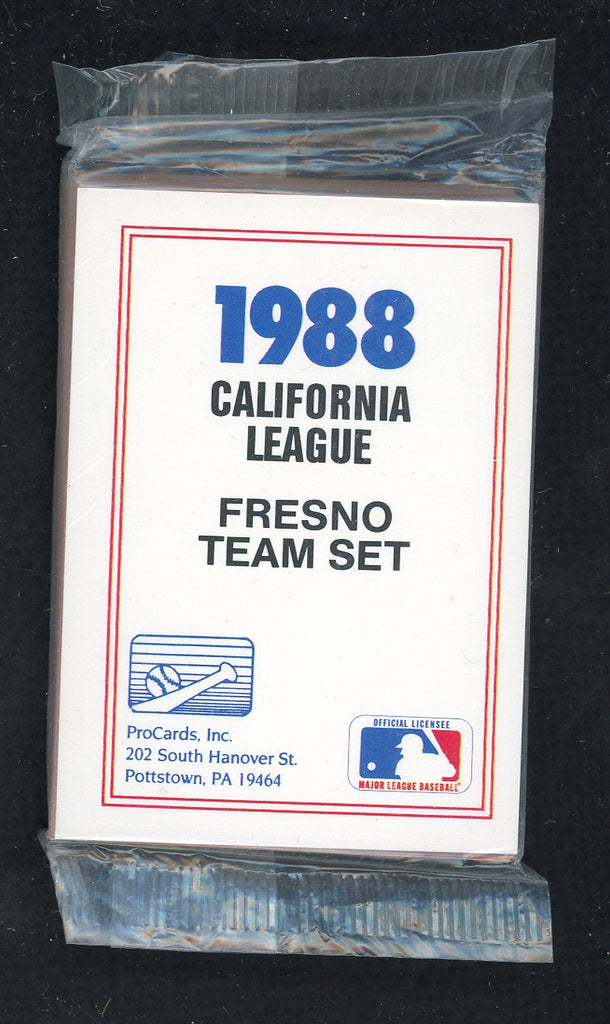 1988
CALIFORNIA
LEAGUE
FRESNO
TEAM SET
ProCards, Inc.
202 South Hanover St.
Pottstown, PA 19464
OFFICIAL LICENSEE
MAJOR LEAGUE BASEBALL